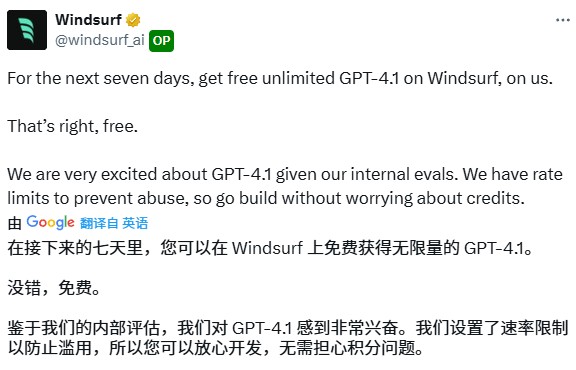 Windsurf
@windsurf_ai OP
For the next seven days, get free unlimited GPT-4.1 on Windsurf, on us.
That’s right, free.
We are very excited about GPT-4.1 given our internal evals. We have rate
limits to prevent abuse, so go build without worrying about credits.
由 Google 翻译自 英语
在接下来的七天里，您可以在 Windsurf 上免费获得无限量的 GPT-4.1。
没错，免费。
鉴于我们的内部评估，我们对 GPT-4.1 感到非常兴奋。我们设置了速率限制
以防止滥用，所以您可以放心开发，无需担心积分问题。